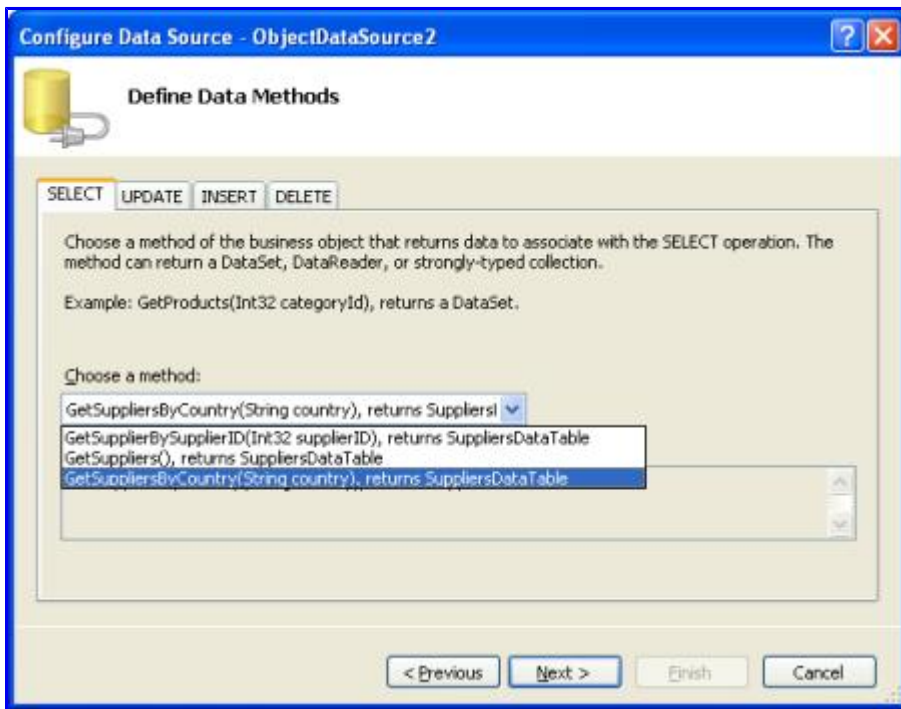 Configure Data Source - ObjectDataSource2
Define Data Methods
SELECT UPDATE INSERT DELETE
Choose a method of the business object that returns data to associate with the SELECT operation. The
method can return a DataSet, DataReader, or strongly-typed collection.
Example: GetProducts(Int32 categoryId), returns a DataSet.
Choose a method:
GetSuppliersByCountry(String country), returns Suppliers
GetSupplierBySupplierID(Int32 supplierID), returns SuppliersDataTable
GetSuppliers(), returns SuppliersDataTable
GetSuppliersByCountry(String country), returns SuppliersDataTable
< Previous Next > Finish Cancel